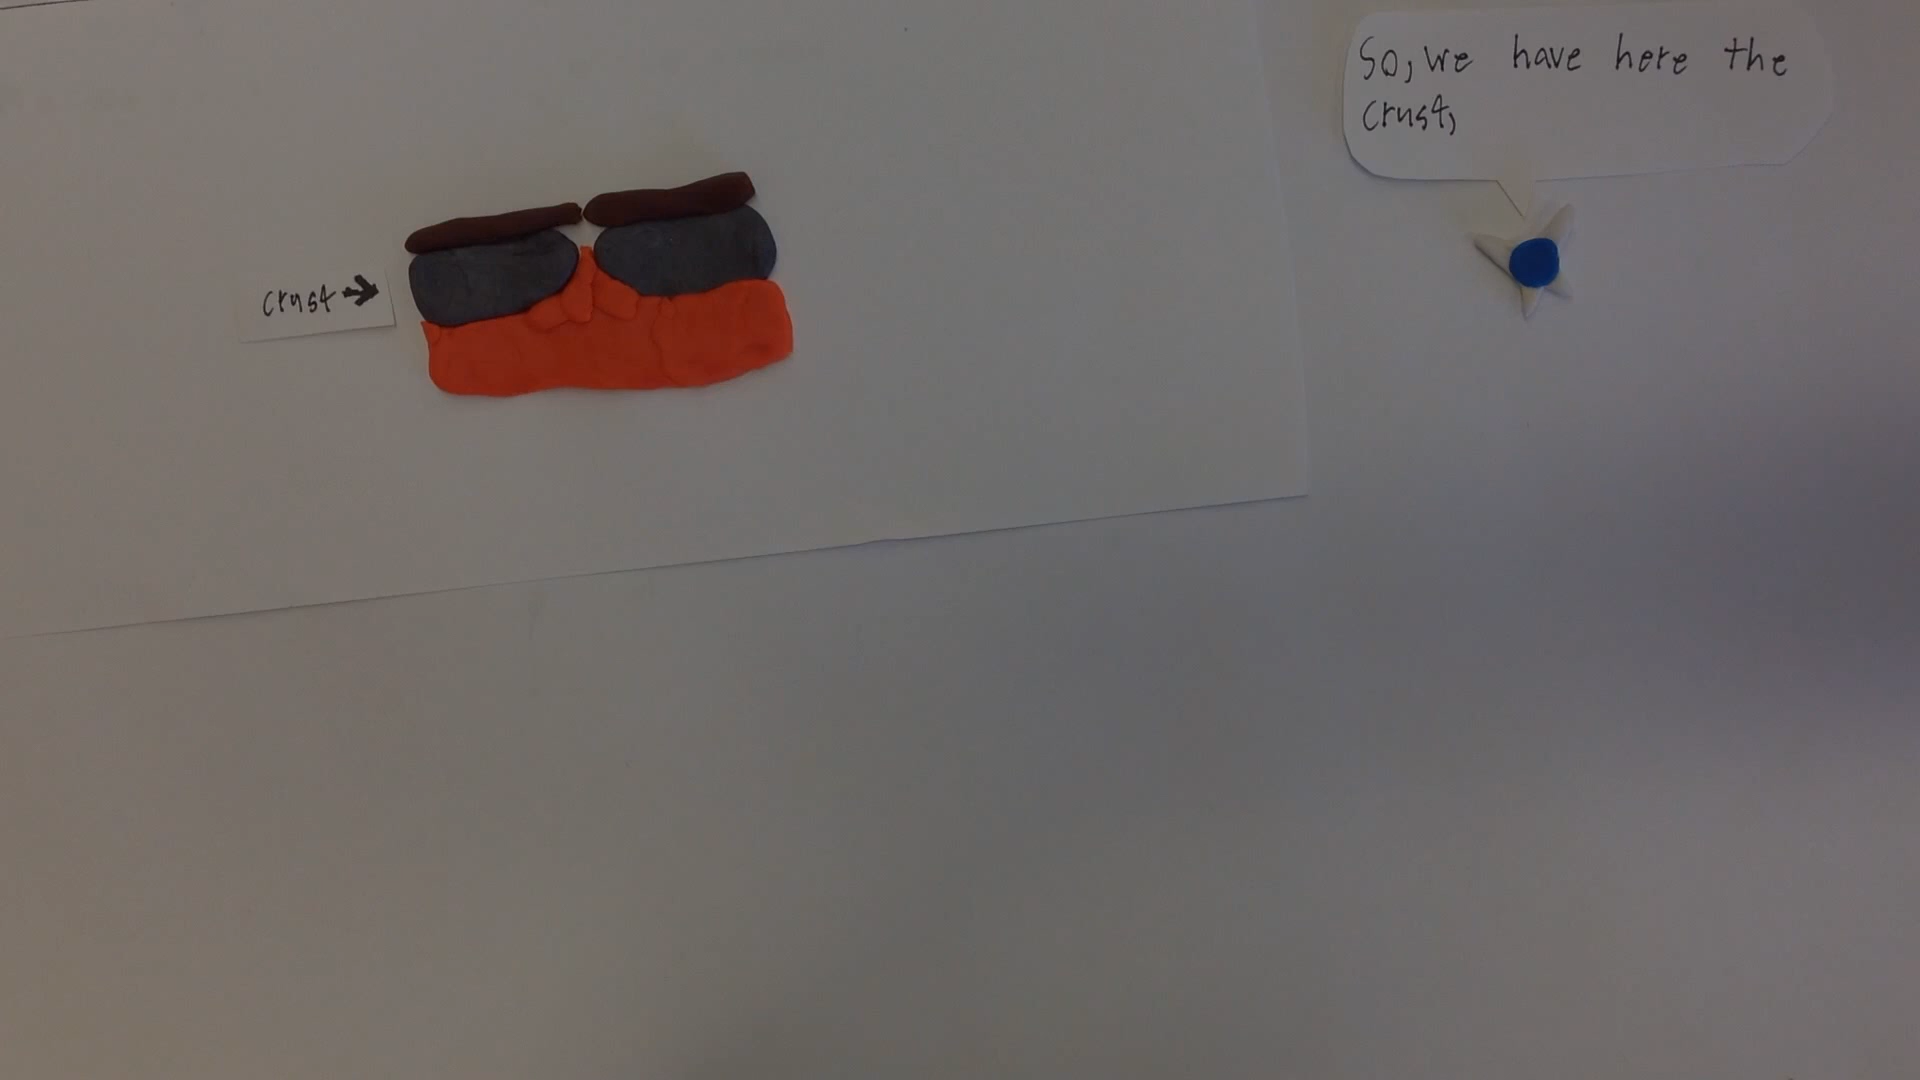 So, we have here the
crust,
crust →